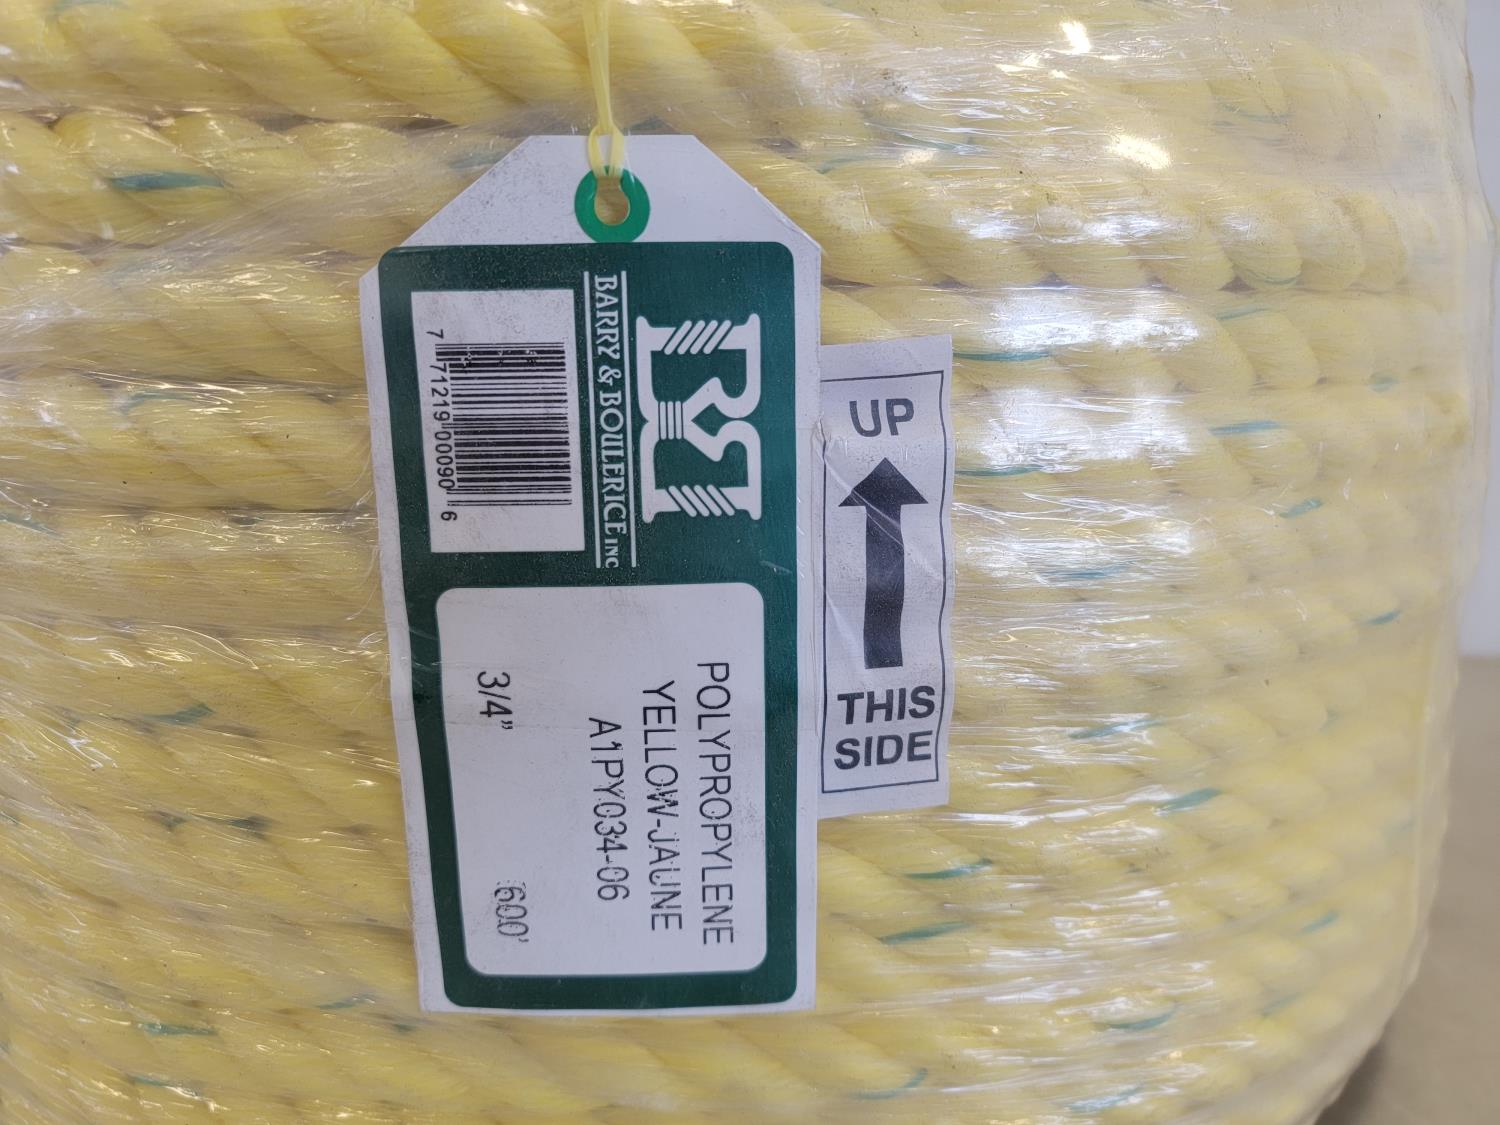 BARRY & BOULERICE INC
7 71219 00090 6
POLYPROPYLENE
YELLOW-JAUNE
A1PY034-06
3/4" 600'
UP
THIS
SIDE